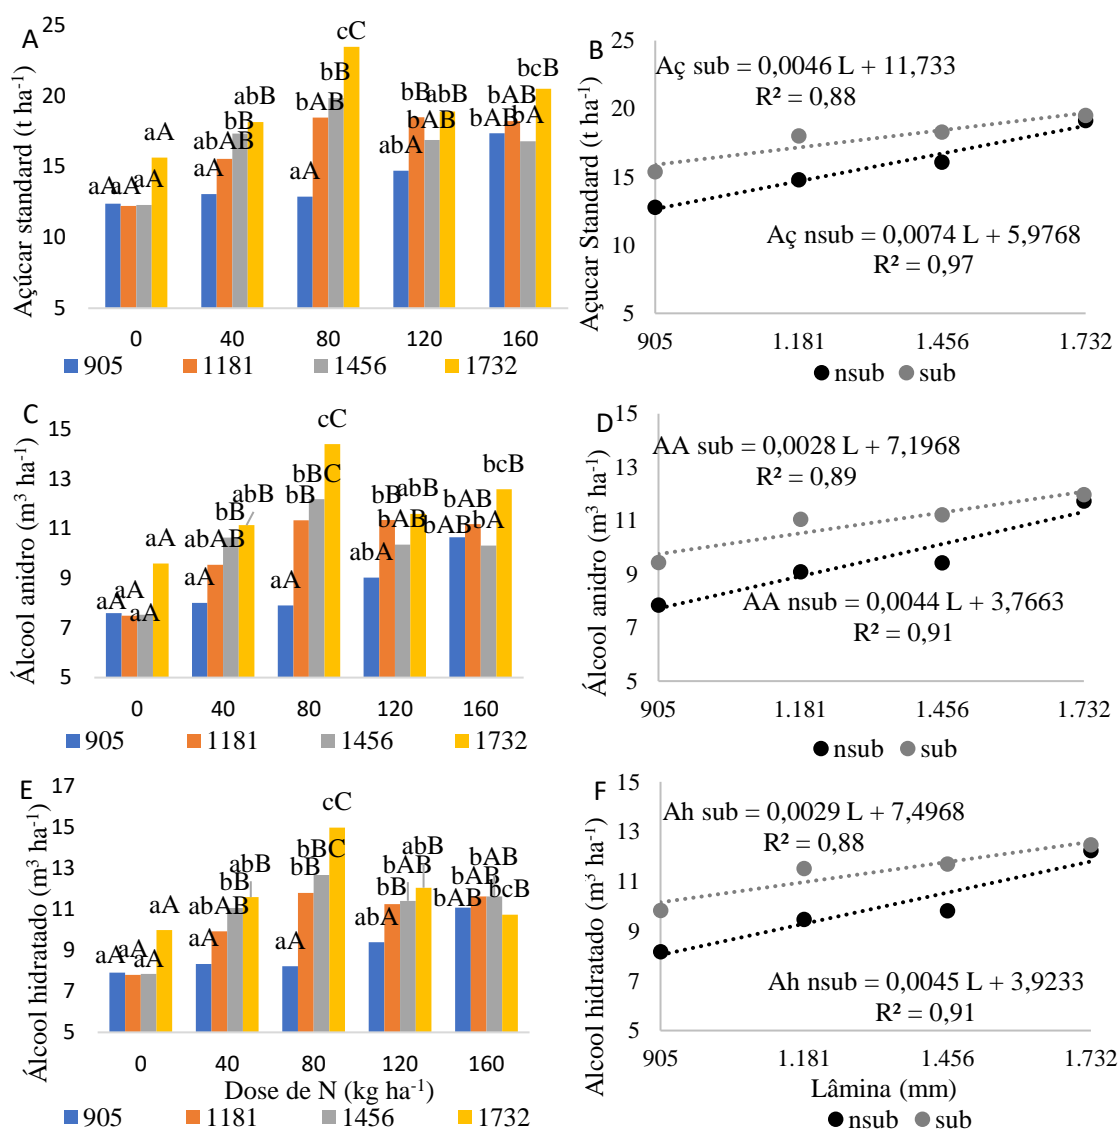 A
Açúcar standard (t ha⁻¹)
25
20
15
10
5
aA
aA
aA
aA
aA
abAB
bB
abB
aA
bAB
bB
cC
abA
bB
bAB
abB
bAB
bAB
bA
bcB
0
40
80
120
160
905
1181
1456
1732
B
Açucar Standard (t ha⁻¹)
25
20
15
10
5
Aç sub = 0,0046 L + 11,733
R² = 0,88
Aç nsub = 0,0074 L + 5,9768
R² = 0,97
905
1.181
1.456
1.732
nsub
sub
C
Álcool anidro (m³ ha⁻¹)
15
13
11
9
7
5
aA
aA
aA
aA
aA
abAB
bB
abB
aA
bB
bBC
cC
abA
bB
bAB
abB
bAB
bAB
bA
bcB
0
40
80
120
160
905
1181
1456
1732
D
Álcool anidro (m³ ha⁻¹)
15
13
11
9
7
5
AA sub = 0,0028 L + 7,1968
R² = 0,89
AA nsub = 0,0044 L + 3,7663
R² = 0,91
905
1.181
1.456
1.732
nsub
sub
E
Álcool hidratado (m³ ha⁻¹)
17
15
13
11
9
7
5
aA
aA
aA
aA
aA
abAB
bB
abB
aA
bB
bBC
cC
abA
bB
bAB
abB
bAB
bAB
bAB
bcB
0
40
80
120
160
Dose de N (kg ha⁻¹)
905
1181
1456
1732
F
Álcool hidratado (m³ ha⁻¹)
15
13
11
9
7
5
Ah sub = 0,0029 L + 7,4968
R² = 0,88
Ah nsub = 0,0045 L + 3,9233
R² = 0,91
905
1.181
1.456
1.732
Lâmina (mm)
nsub
sub